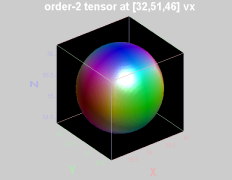 order-2 tensor at [32,51,46] vx
Z
Y
X